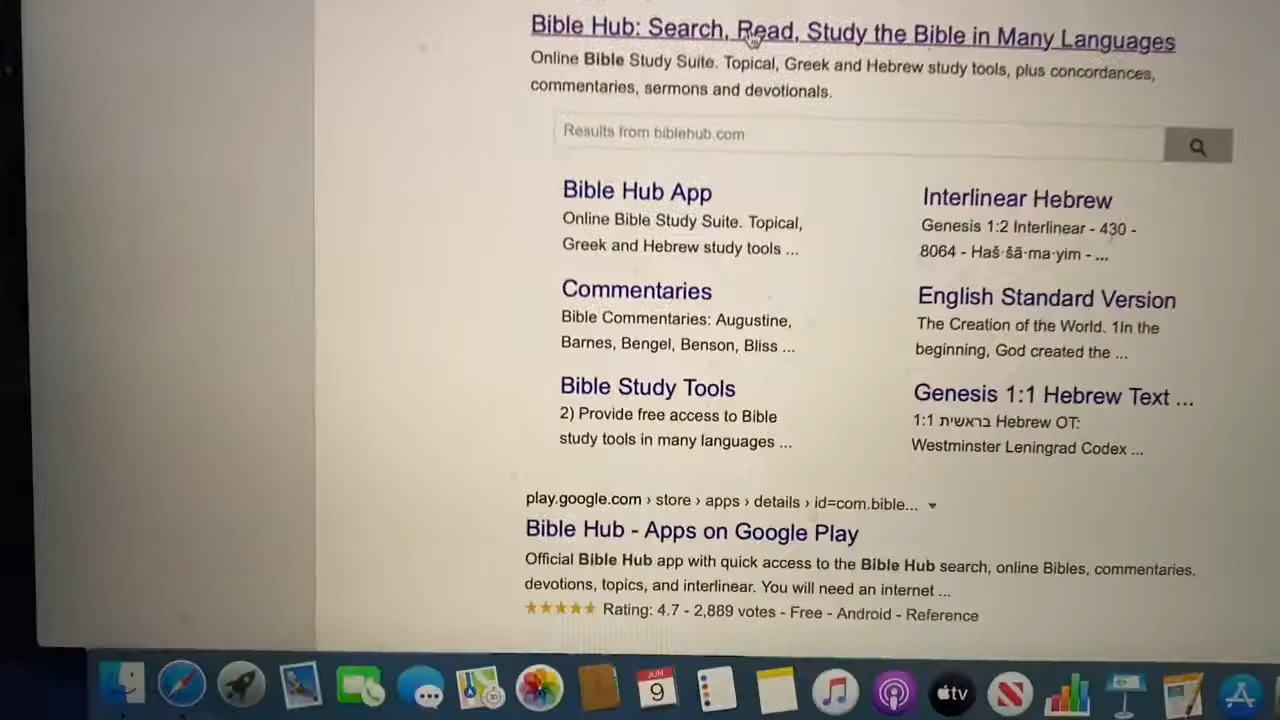 Bible Hub: Search, Read, Study the Bible in Many Languages
Online Bible Study Suite. Topical, Greek and Hebrew study tools, plus concordances,
commentaries, sermons and devotionals.
Results from biblehub.com
Bible Hub App
Online Bible Study Suite. Topical,
Greek and Hebrew study tools ...
Interlinear Hebrew
Genesis 1:2 Interlinear - 430 -
8064 - Haš·šā·ma·yim - ...
Commentaries
Bible Commentaries: Augustine,
Barnes, Bengel, Benson, Bliss ...
English Standard Version
The Creation of the World. 1In the
beginning, God created the ...
Bible Study Tools
2) Provide free access to Bible
study tools in many languages ...
Genesis 1:1 Hebrew Text ...
1:1 בראשית Hebrew OT:
Westminster Leningrad Codex ...
play.google.com › store › apps › details › id=com.bible...
Bible Hub - Apps on Google Play
Official Bible Hub app with quick access to the Bible Hub search, online Bibles, commentaries,
devotions, topics, and interlinear. You will need an internet ...
Rating: 4.7 - 2,889 votes - Free - Android - Reference
JUN
9
tv